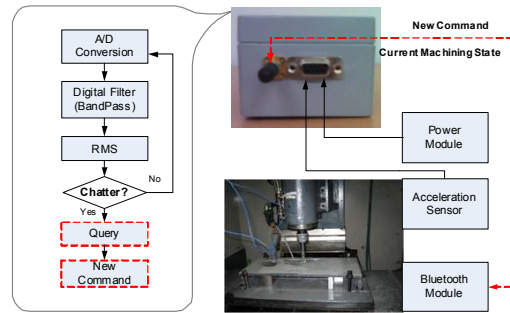 A/D
Conversion
Digital Filter
(BandPass)
RMS
Chatter?
No
Yes
Query
New
Command
New Command
Current Machining State
Power
Module
Acceleration
Sensor
Bluetooth
Module